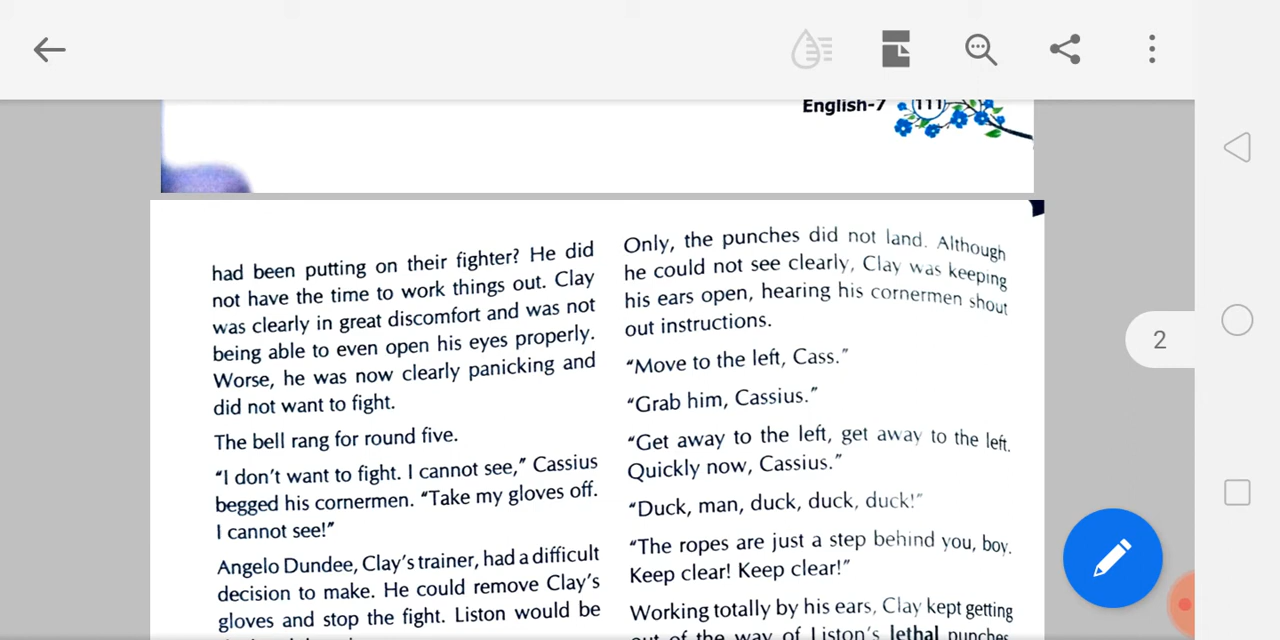 English-7
111
2
had been putting on their fighter? He did
not have the time to work things out. Clay
was clearly in great discomfort and was not
being able to even open his eyes properly.
Worse, he was now clearly panicking and
did not want to fight.
The bell rang for round five.
“I don’t want to fight. I cannot see,” Cassius
begged his cornermen. “Take my gloves off.
I cannot see!”
Angelo Dundee, Clay’s trainer, had a difficult
decision to make. He could remove Clay’s
gloves and stop the fight. Liston would be
Only, the punches did not land. Although
he could not see clearly, Clay was keeping
his ears open, hearing his cornermen shout
out instructions.
“Move to the left, Cass.”
“Grab him, Cassius.”
“Get away to the left, get away to the left.
Quickly now, Cassius.”
“Duck, man, duck, duck, duck!”
“The ropes are just a step behind you, boy.
Keep clear! Keep clear!”
Working totally by his ears, Clay kept getting
out of the way of Liston’s lethal punches